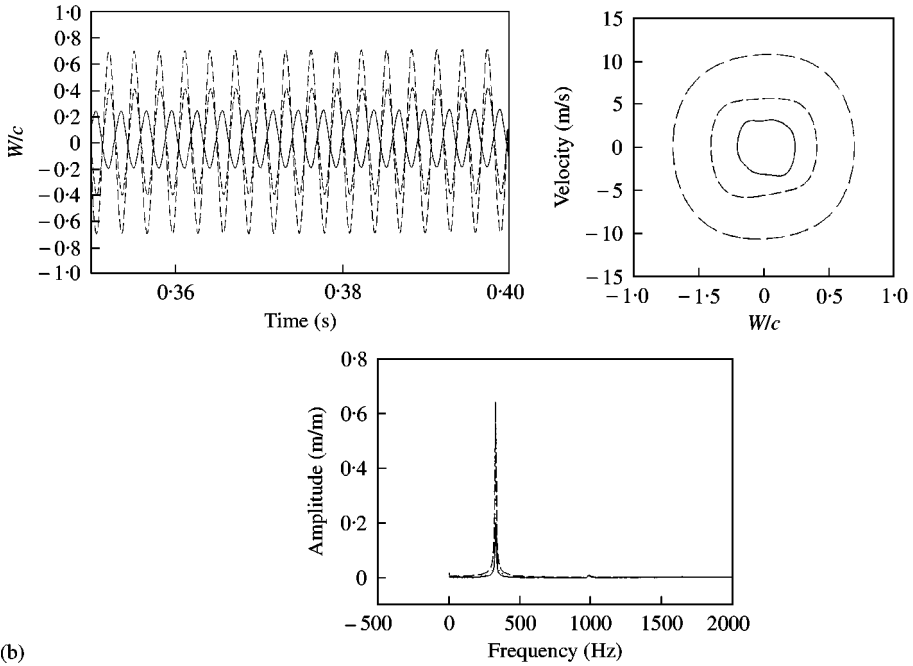 1·0
0·8
0·6
0·4
0·2
0
−0·2
−0·4
−0·6
−0·8
−1·0
W/c
0·36 0·38 0·40
Time (s)
15
10
5
0
−5
−10
−15
Velocity (m/s)
−1·0 −1·5 0 0·5 1·0
W/c
0·8
0·6
0·4
0·2
0
Amplitude (m/m)
−500 0 500 1000 1500 2000
Frequency (Hz)
(b)